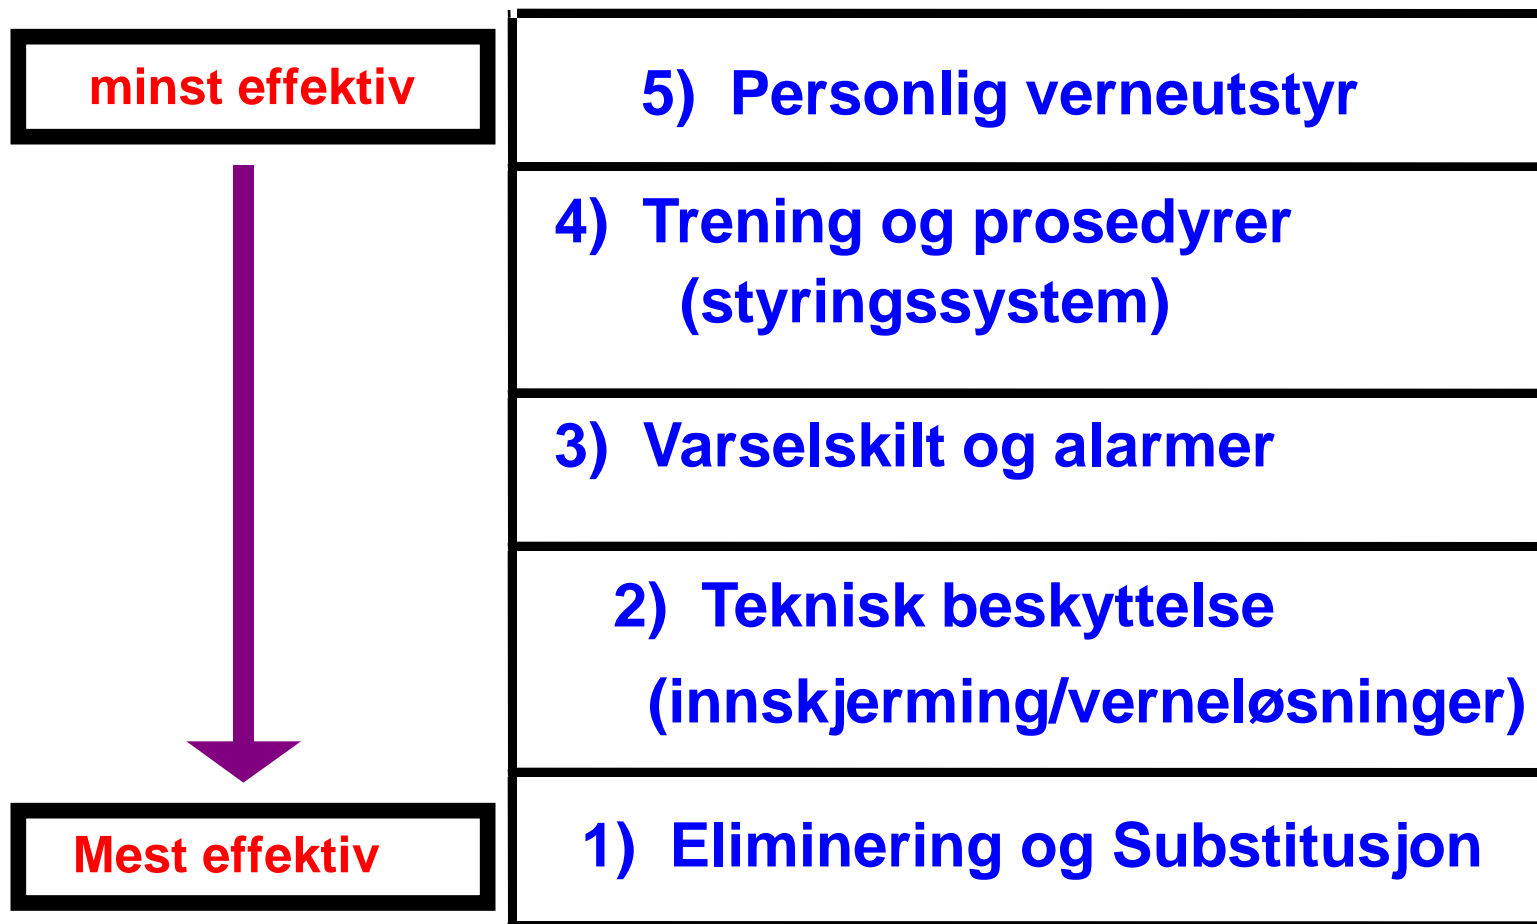 minst effektiv
5) Personlig verneutstyr
4) Trening og prosedyrer
(styringssystem)
3) Varselskilt og alarmer
2) Teknisk beskyttelse
(innskjerming/verneløsninger)
Mest effektiv
1) Eliminering og Substitusjon